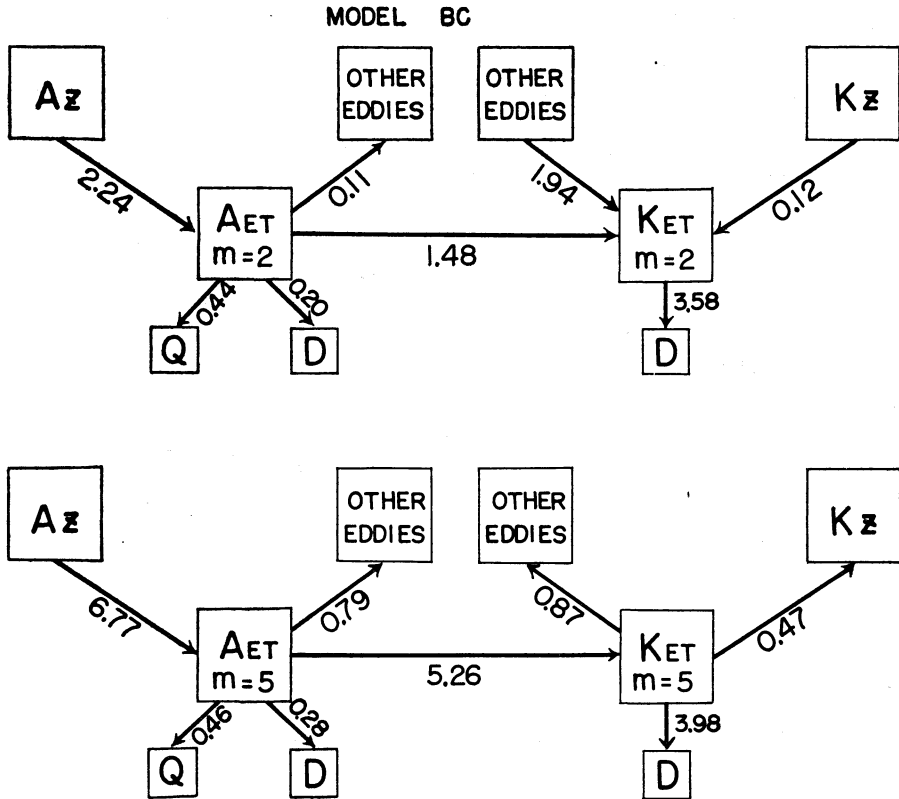 MODEL BC
AZ
OTHER
EDDIES
OTHER
EDDIES
KZ
2.24
0.11
1.94
0.12
AET
m=2
1.48
KET
m=2
0.44
0.20
3.58
Q
D
D
AZ
OTHER
EDDIES
OTHER
EDDIES
KZ
6.77
0.79
0.87
0.47
AET
m=5
5.26
KET
m=5
0.46
0.28
3.98
Q
D
D